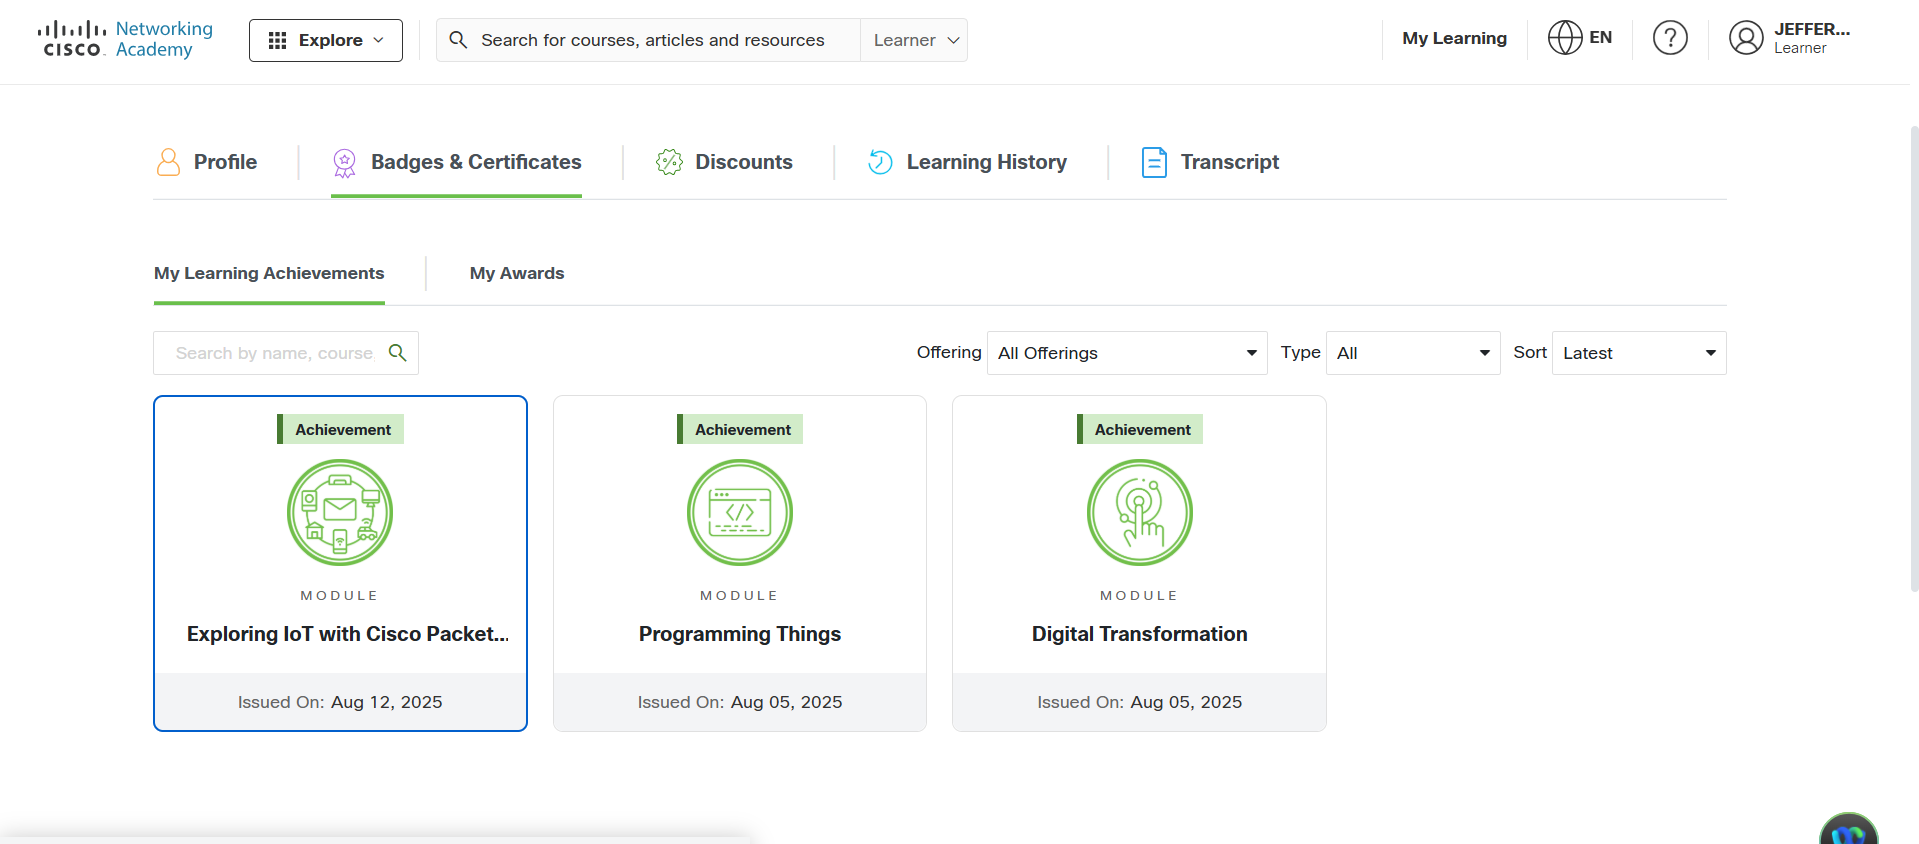 CISCO Networking Academy
Explore
Search for courses, articles and resources
Learner
My Learning
EN
?
JEFFER...
Learner
Profile
Badges & Certificates
Discounts
Learning History
Transcript
My Learning Achievements
My Awards
Search by name, course
Offering All Offerings
Type All
Sort Latest
Achievement
MODULE
Exploring IoT with Cisco Packet...
Issued On: Aug 12, 2025
Achievement
MODULE
Programming Things
Issued On: Aug 05, 2025
Achievement
MODULE
Digital Transformation
Issued On: Aug 05, 2025